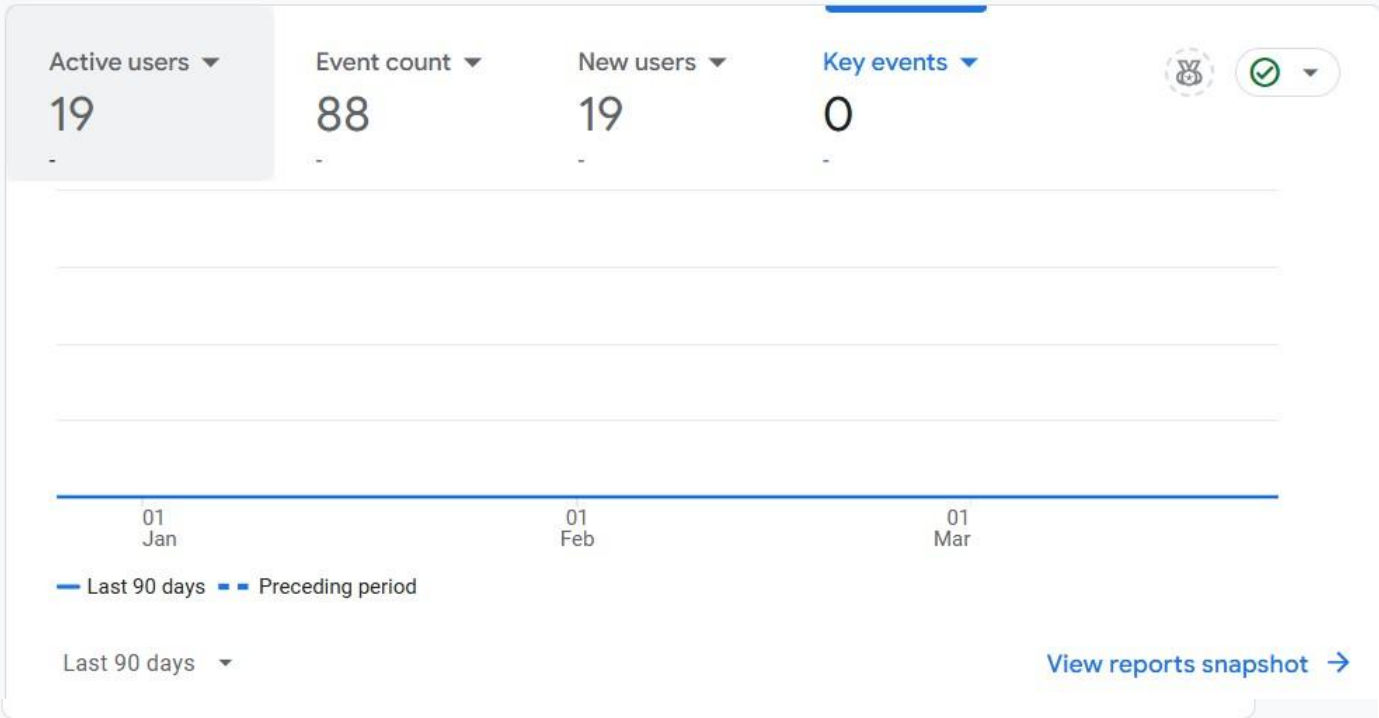 Active users
19
-
Event count
88
-
New users
19
-
Key events
0
-
01
Jan
01
Feb
01
Mar
Last 90 days Preceding period
Last 90 days
View reports snapshot